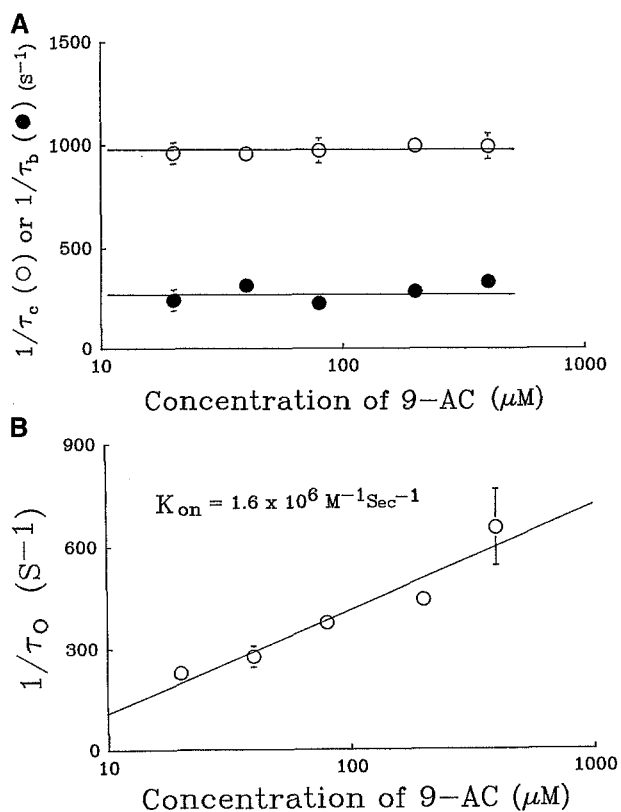 A
1/τc (○) or 1/τb (●) (s−1)
1500
1000
500
0
10
100
1000
Concentration of 9−AC (μM)
B
1/τO (S−1)
900
600
300
0
Kon = 1.6 x 10⁶ M−1Sec−1
10
100
1000
Concentration of 9−AC (μM)